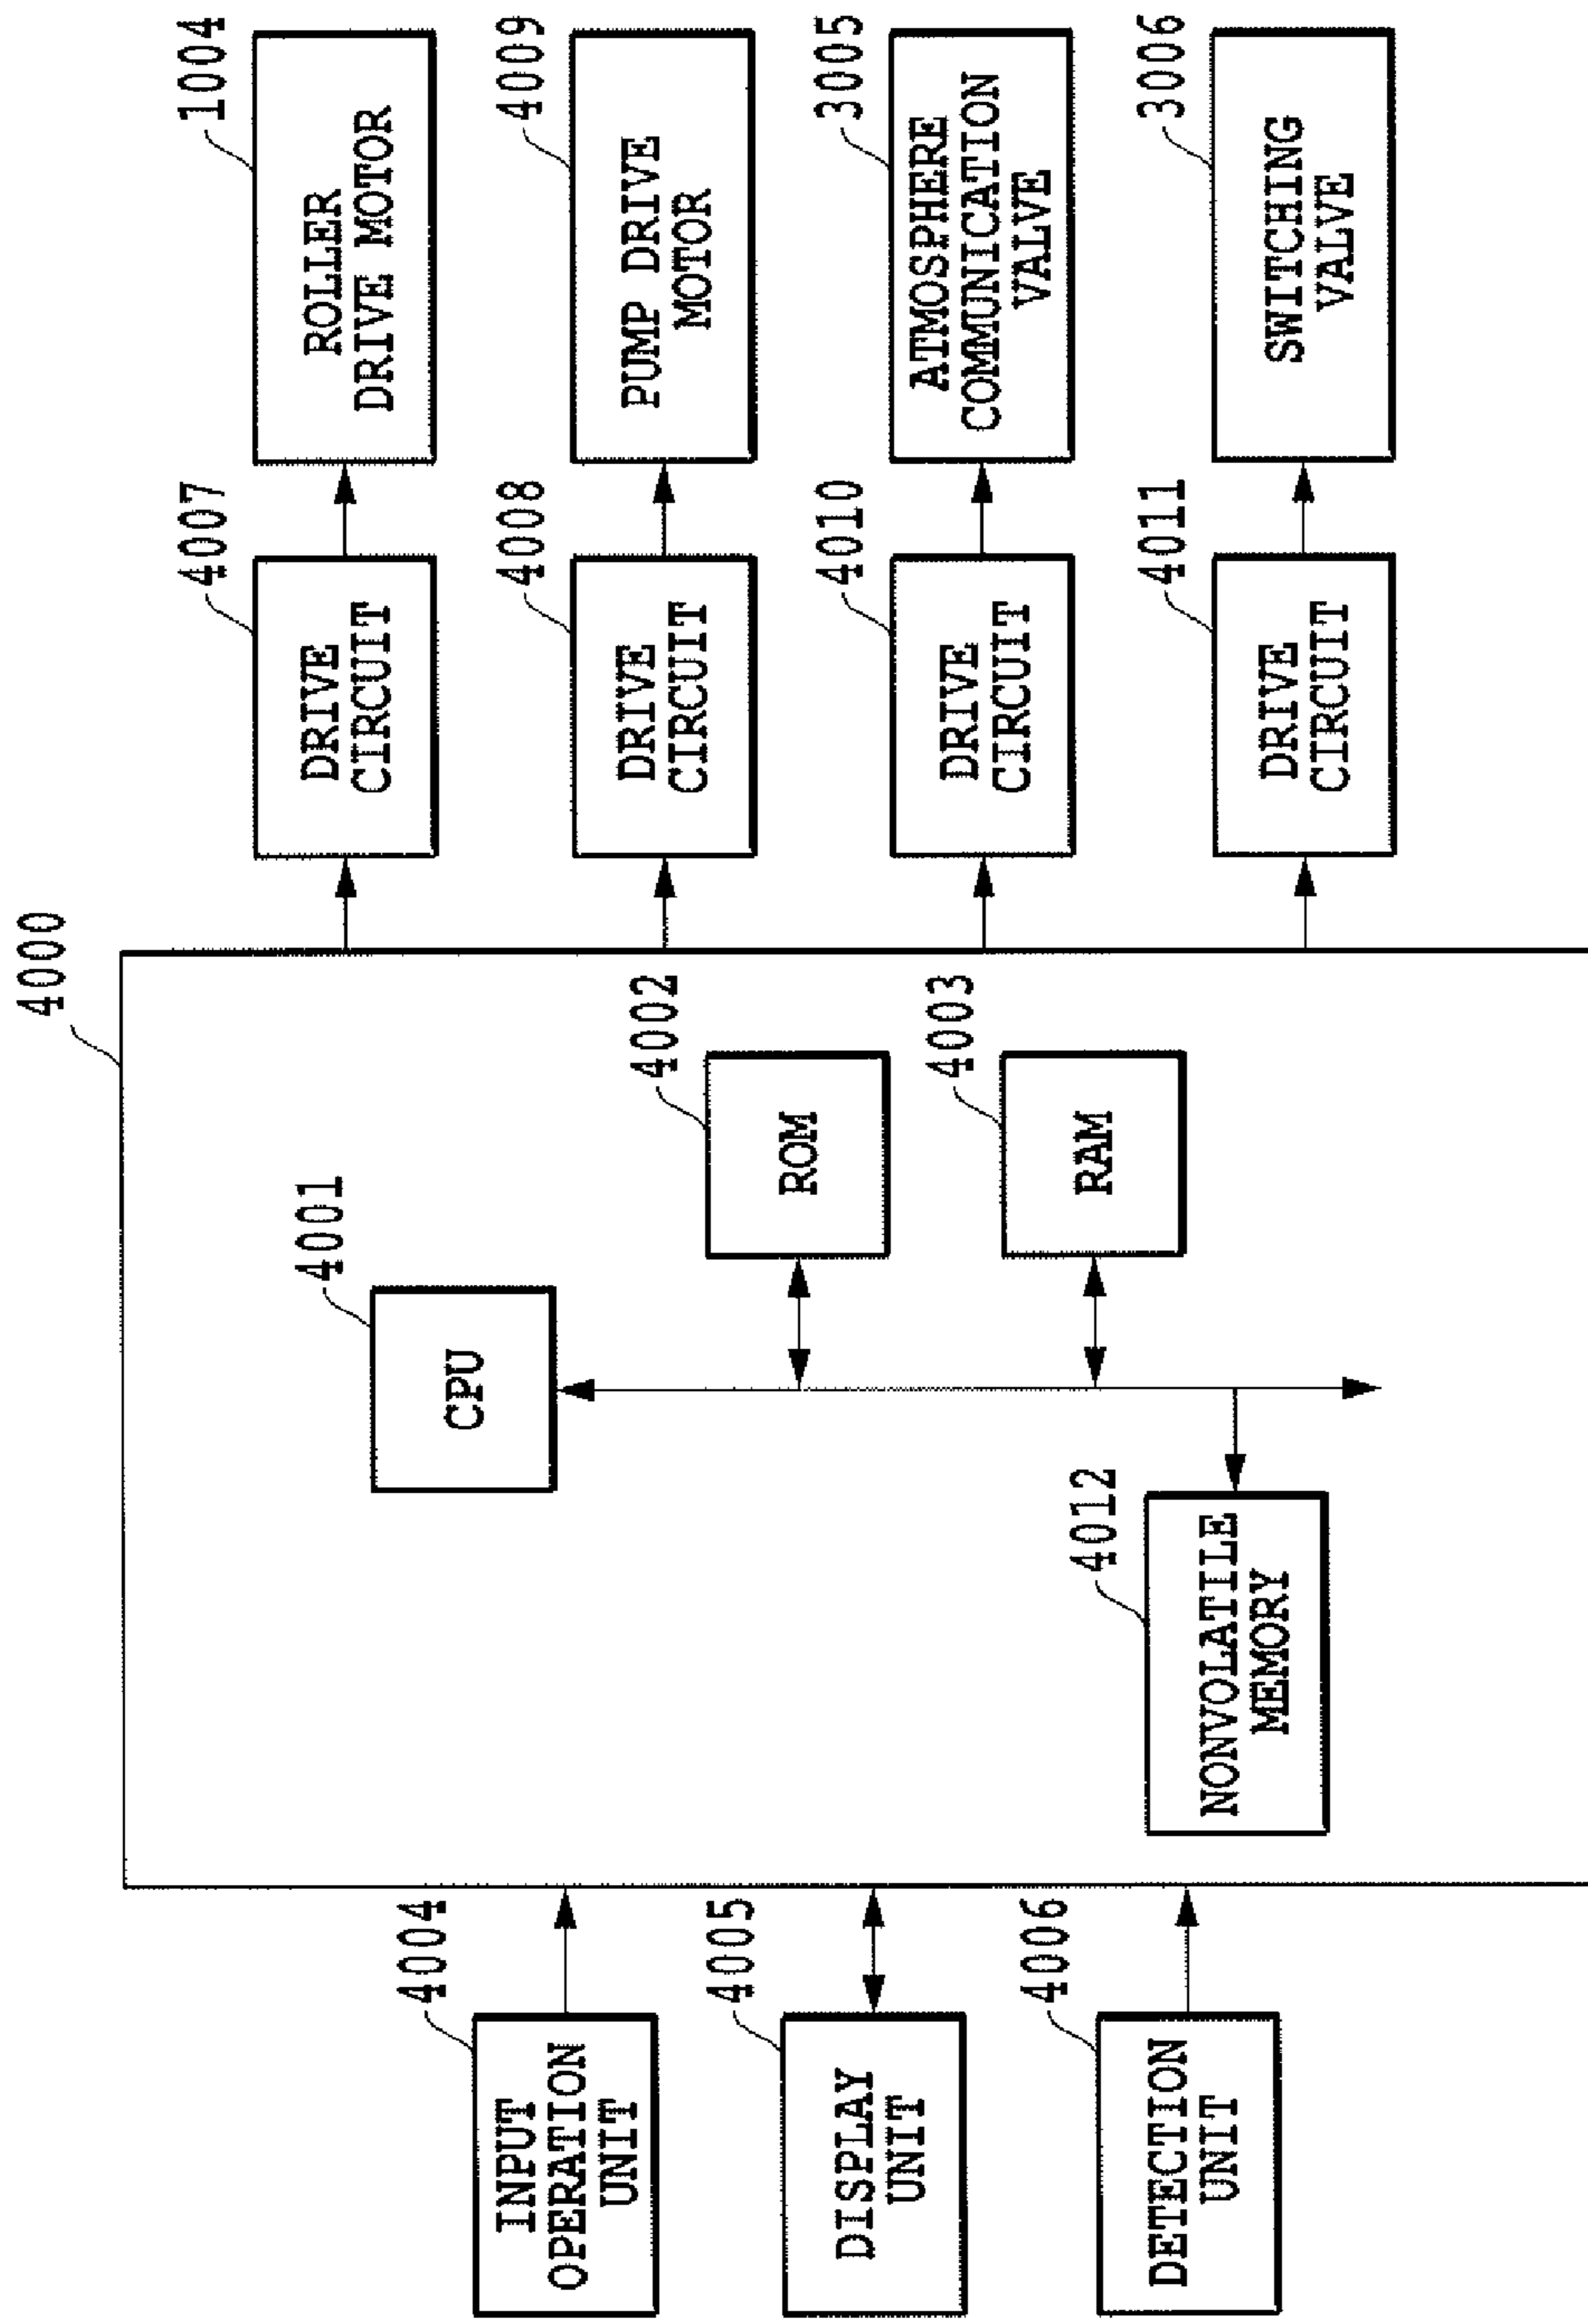 4000
4004
INPUT
OPERATION
UNIT
4005
DISPLAY
UNIT
4006
DETECTION
UNIT
4001
CPU
4002
ROM
4003
RAM
4012
NONVOLATILE
MEMORY
4007
DRIVE
CIRCUIT
1004
ROLLER
DRIVE MOTOR
4008
DRIVE
CIRCUIT
4009
PUMP DRIVE
MOTOR
4010
DRIVE
CIRCUIT
3005
ATMOSPHERE
COMMUNICATION
VALVE
4011
DRIVE
CIRCUIT
3006
SWITCHING
VALVE